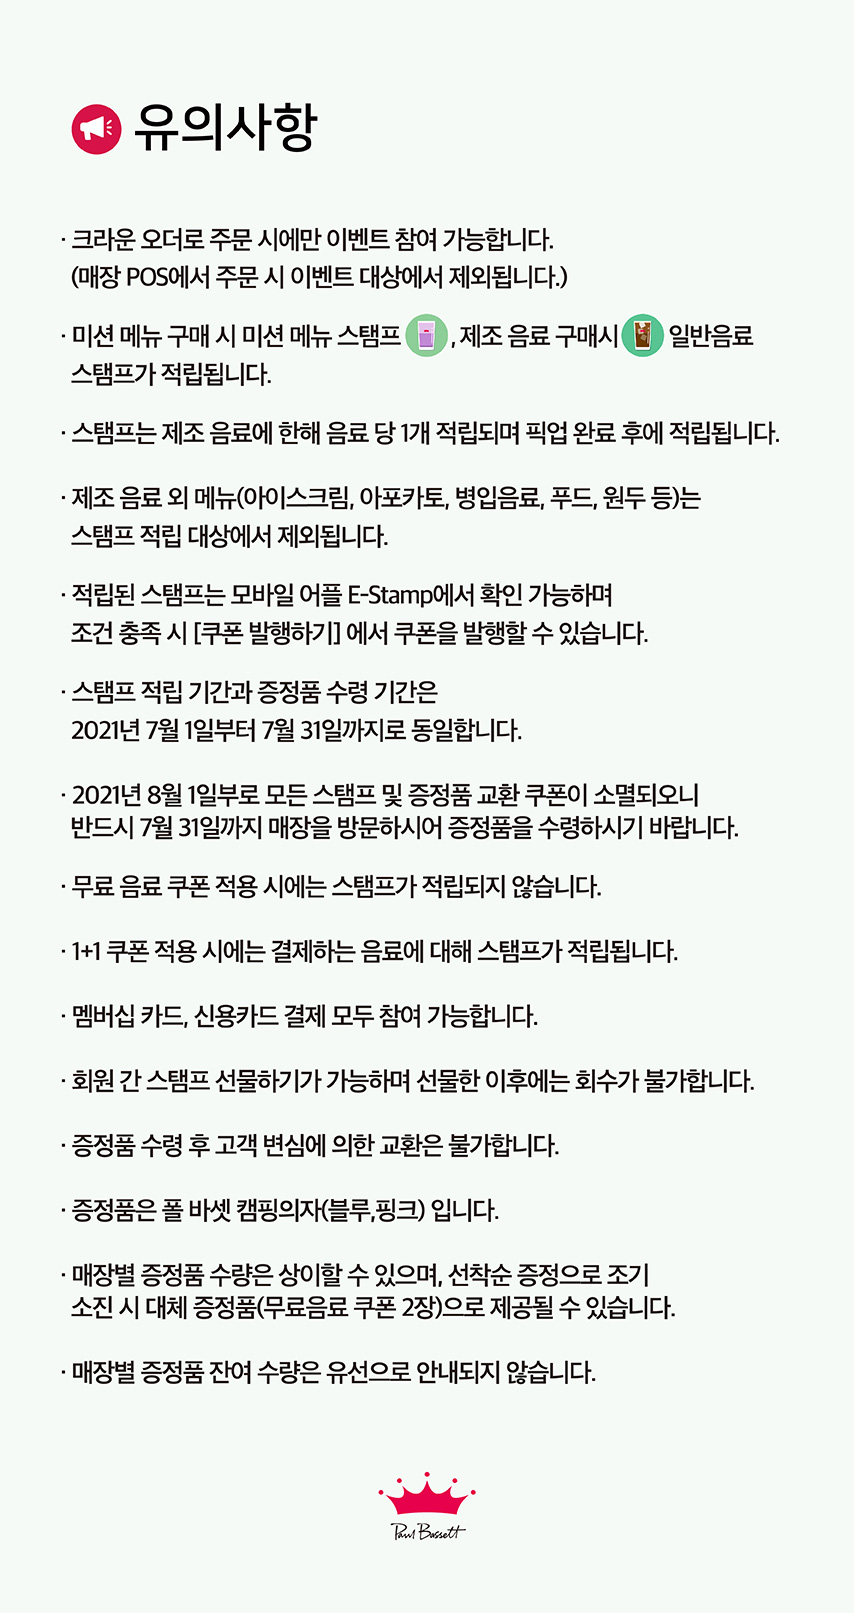 유의사항
· 크라운 오더로 주문 시에만 이벤트 참여 가능합니다.
(매장 POS에서 주문 시 이벤트 대상에서 제외됩니다.)
· 미션 메뉴 구매 시 미션 메뉴 스탬프 , 제조 음료 구매시 일반음료
스탬프가 적립됩니다.
· 스탬프는 제조 음료에 한해 음료 당 1개 적립되며 픽업 완료 후에 적립됩니다.
· 제조 음료 외 메뉴(아이스크림, 아포카토, 병입음료, 푸드, 원두 등)는
스탬프 적립 대상에서 제외됩니다.
· 적립된 스탬프는 모바일 어플 E-Stamp에서 확인 가능하며
조건 충족 시 [쿠폰 발행하기] 에서 쿠폰을 발행할 수 있습니다.
· 스탬프 적립 기간과 증정품 수령 기간은
2021년 7월 1일부터 7월 31일까지로 동일합니다.
· 2021년 8월 1일부로 모든 스탬프 및 증정품 교환 쿠폰이 소멸되오니
반드시 7월 31일까지 매장을 방문하시어 증정품을 수령하시기 바랍니다.
· 무료 음료 쿠폰 적용 시에는 스탬프가 적립되지 않습니다.
· 1+1 쿠폰 적용 시에는 결제하는 음료에 대해 스탬프가 적립됩니다.
· 멤버십 카드, 신용카드 결제 모두 참여 가능합니다.
· 회원 간 스탬프 선물하기가 가능하며 선물한 이후에는 회수가 불가합니다.
· 증정품 수령 후 고객 변심에 의한 교환은 불가합니다.
· 증정품은 폴 바셋 캠핑의자(블루,핑크) 입니다.
· 매장별 증정품 수량은 상이할 수 있으며, 선착순 증정으로 조기
소진 시 대체 증정품(무료음료 쿠폰 2장)으로 제공될 수 있습니다.
· 매장별 증정품 잔여 수량은 유선으로 안내되지 않습니다.
Paul Bassett